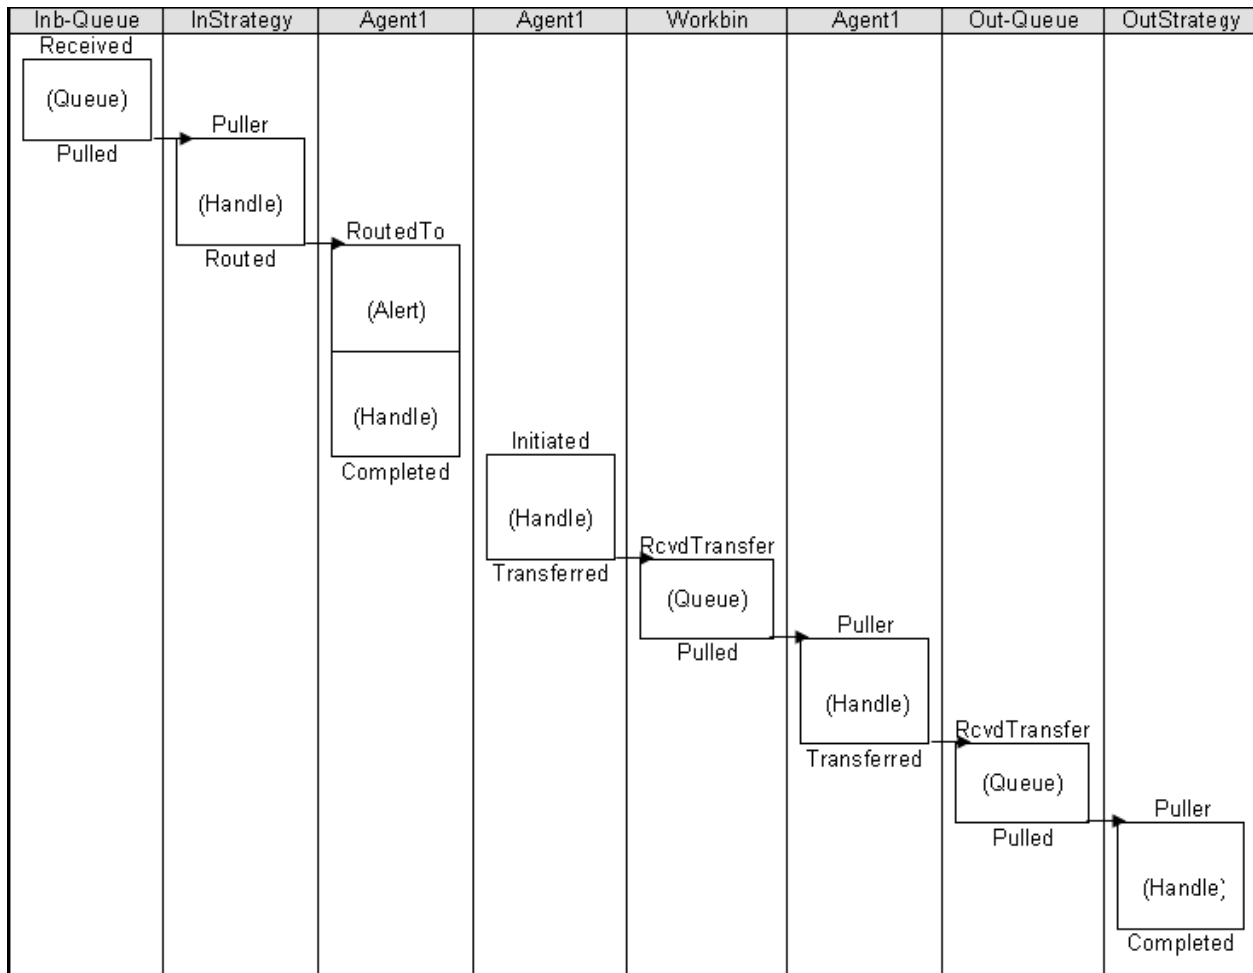 Inb-Queue InStrategy Agent1 Agent1 Workbin Agent1 Out-Queue OutStrategy
Received
(Queue)
Pulled
Puller
(Handle)
Routed
RoutedTo
(Alert)
(Handle)
Completed
Initiated
(Handle)
Transferred
RcvdTransfer
(Queue)
Pulled
Puller
(Handle)
Transferred
RcvdTransfer
(Queue)
Pulled
Puller
(Handle)
Completed